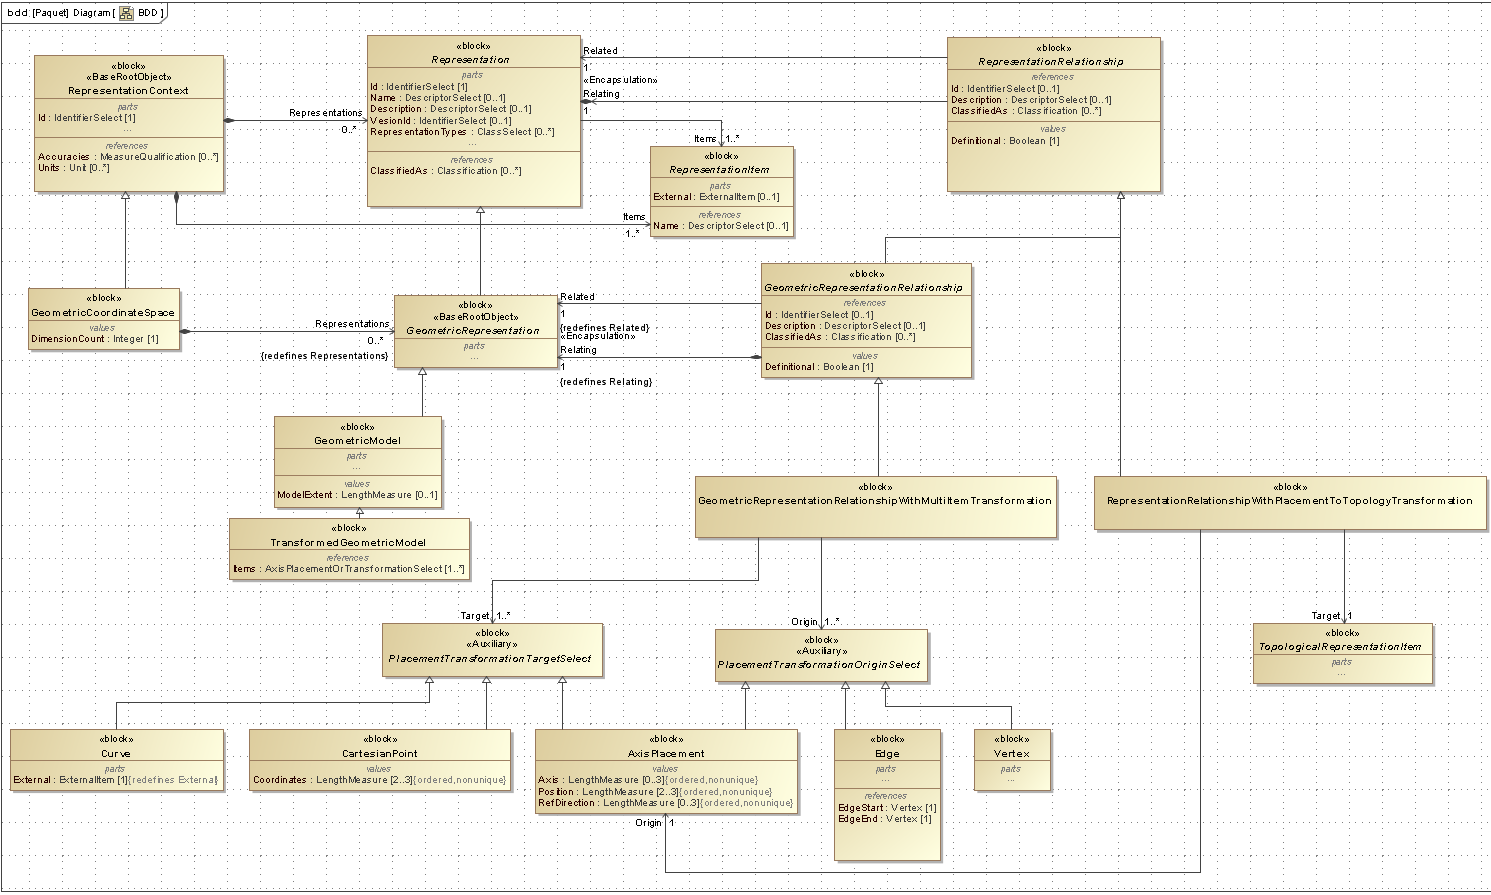 bdd [Paquet] Diagram [ BDD ]
«block»
«BaseRootObject»
RepresentationContext
parts
Id : IdentifierSelect [1]
...
references
Accuracies : MeasureQualification [0..*]
Units : Unit [0..*]
Representations
0..*
«block»
Representation
parts
Id : IdentifierSelect [1]
Name : DescriptorSelect [0..1]
Description : DescriptorSelect [0..1]
VesionId : IdentifierSelect [0..1]
RepresentationTypes : ClassSelect [0..*]
...
references
ClassifiedAs : Classification [0..*]
Related
1
«Encapsulation»
Relating
1
«block»
RepresentationRelationship
references
Id : IdentifierSelect [0..1]
Description : DescriptorSelect [0..1]
ClassifiedAs : Classification [0..*]
values
Definitional : Boolean [1]
Items 1..*
«block»
RepresentationItem
parts
External : ExternalItem [0..1]
references
Name : DescriptorSelect [0..1]
Items
1..*
«block»
GeometricCoordinateSpace
values
DimensionCount : Integer [1]
Representations
0..*
{redefines Representations}
«block»
«BaseRootObject»
GeometricRepresentation
parts
...
Related
1
{redefines Related}
«Encapsulation»
Relating
1
{redefines Relating}
«block»
GeometricRepresentationRelationship
references
Id : IdentifierSelect [0..1]
Description : DescriptorSelect [0..1]
ClassifiedAs : Classification [0..*]
values
Definitional : Boolean [1]
«block»
GeometricModel
parts
...
values
ModelExtent : LengthMeasure [0..1]
«block»
TransformedGeometricModel
references
Items : AxisPlacementOrTransformationSelect [1..*]
«block»
GeometricRepresentationRelationshipWithMultiItemTransformation
«block»
RepresentationRelationshipWithPlacementToTopologyTransformation
Target 1..*
«block»
«Auxiliary»
PlacementTransformationTargetSelect
Origin 1..*
«block»
«Auxiliary»
PlacementTransformationOriginSelect
Target 1
«block»
TopologicalRepresentationItem
parts
...
«block»
Curve
parts
External : ExternalItem [1]{redefines External}
«block»
CartesianPoint
values
Coordinates : LengthMeasure [2..3]{ordered,nonunique}
«block»
AxisPlacement
values
Axis : LengthMeasure [0..3]{ordered,nonunique}
Position : LengthMeasure [2..3]{ordered,nonunique}
RefDirection : LengthMeasure [0..3]{ordered,nonunique}
Origin 1
«block»
Edge
parts
...
references
EdgeStart : Vertex [1]
EdgeEnd : Vertex [1]
«block»
Vertex
parts
...